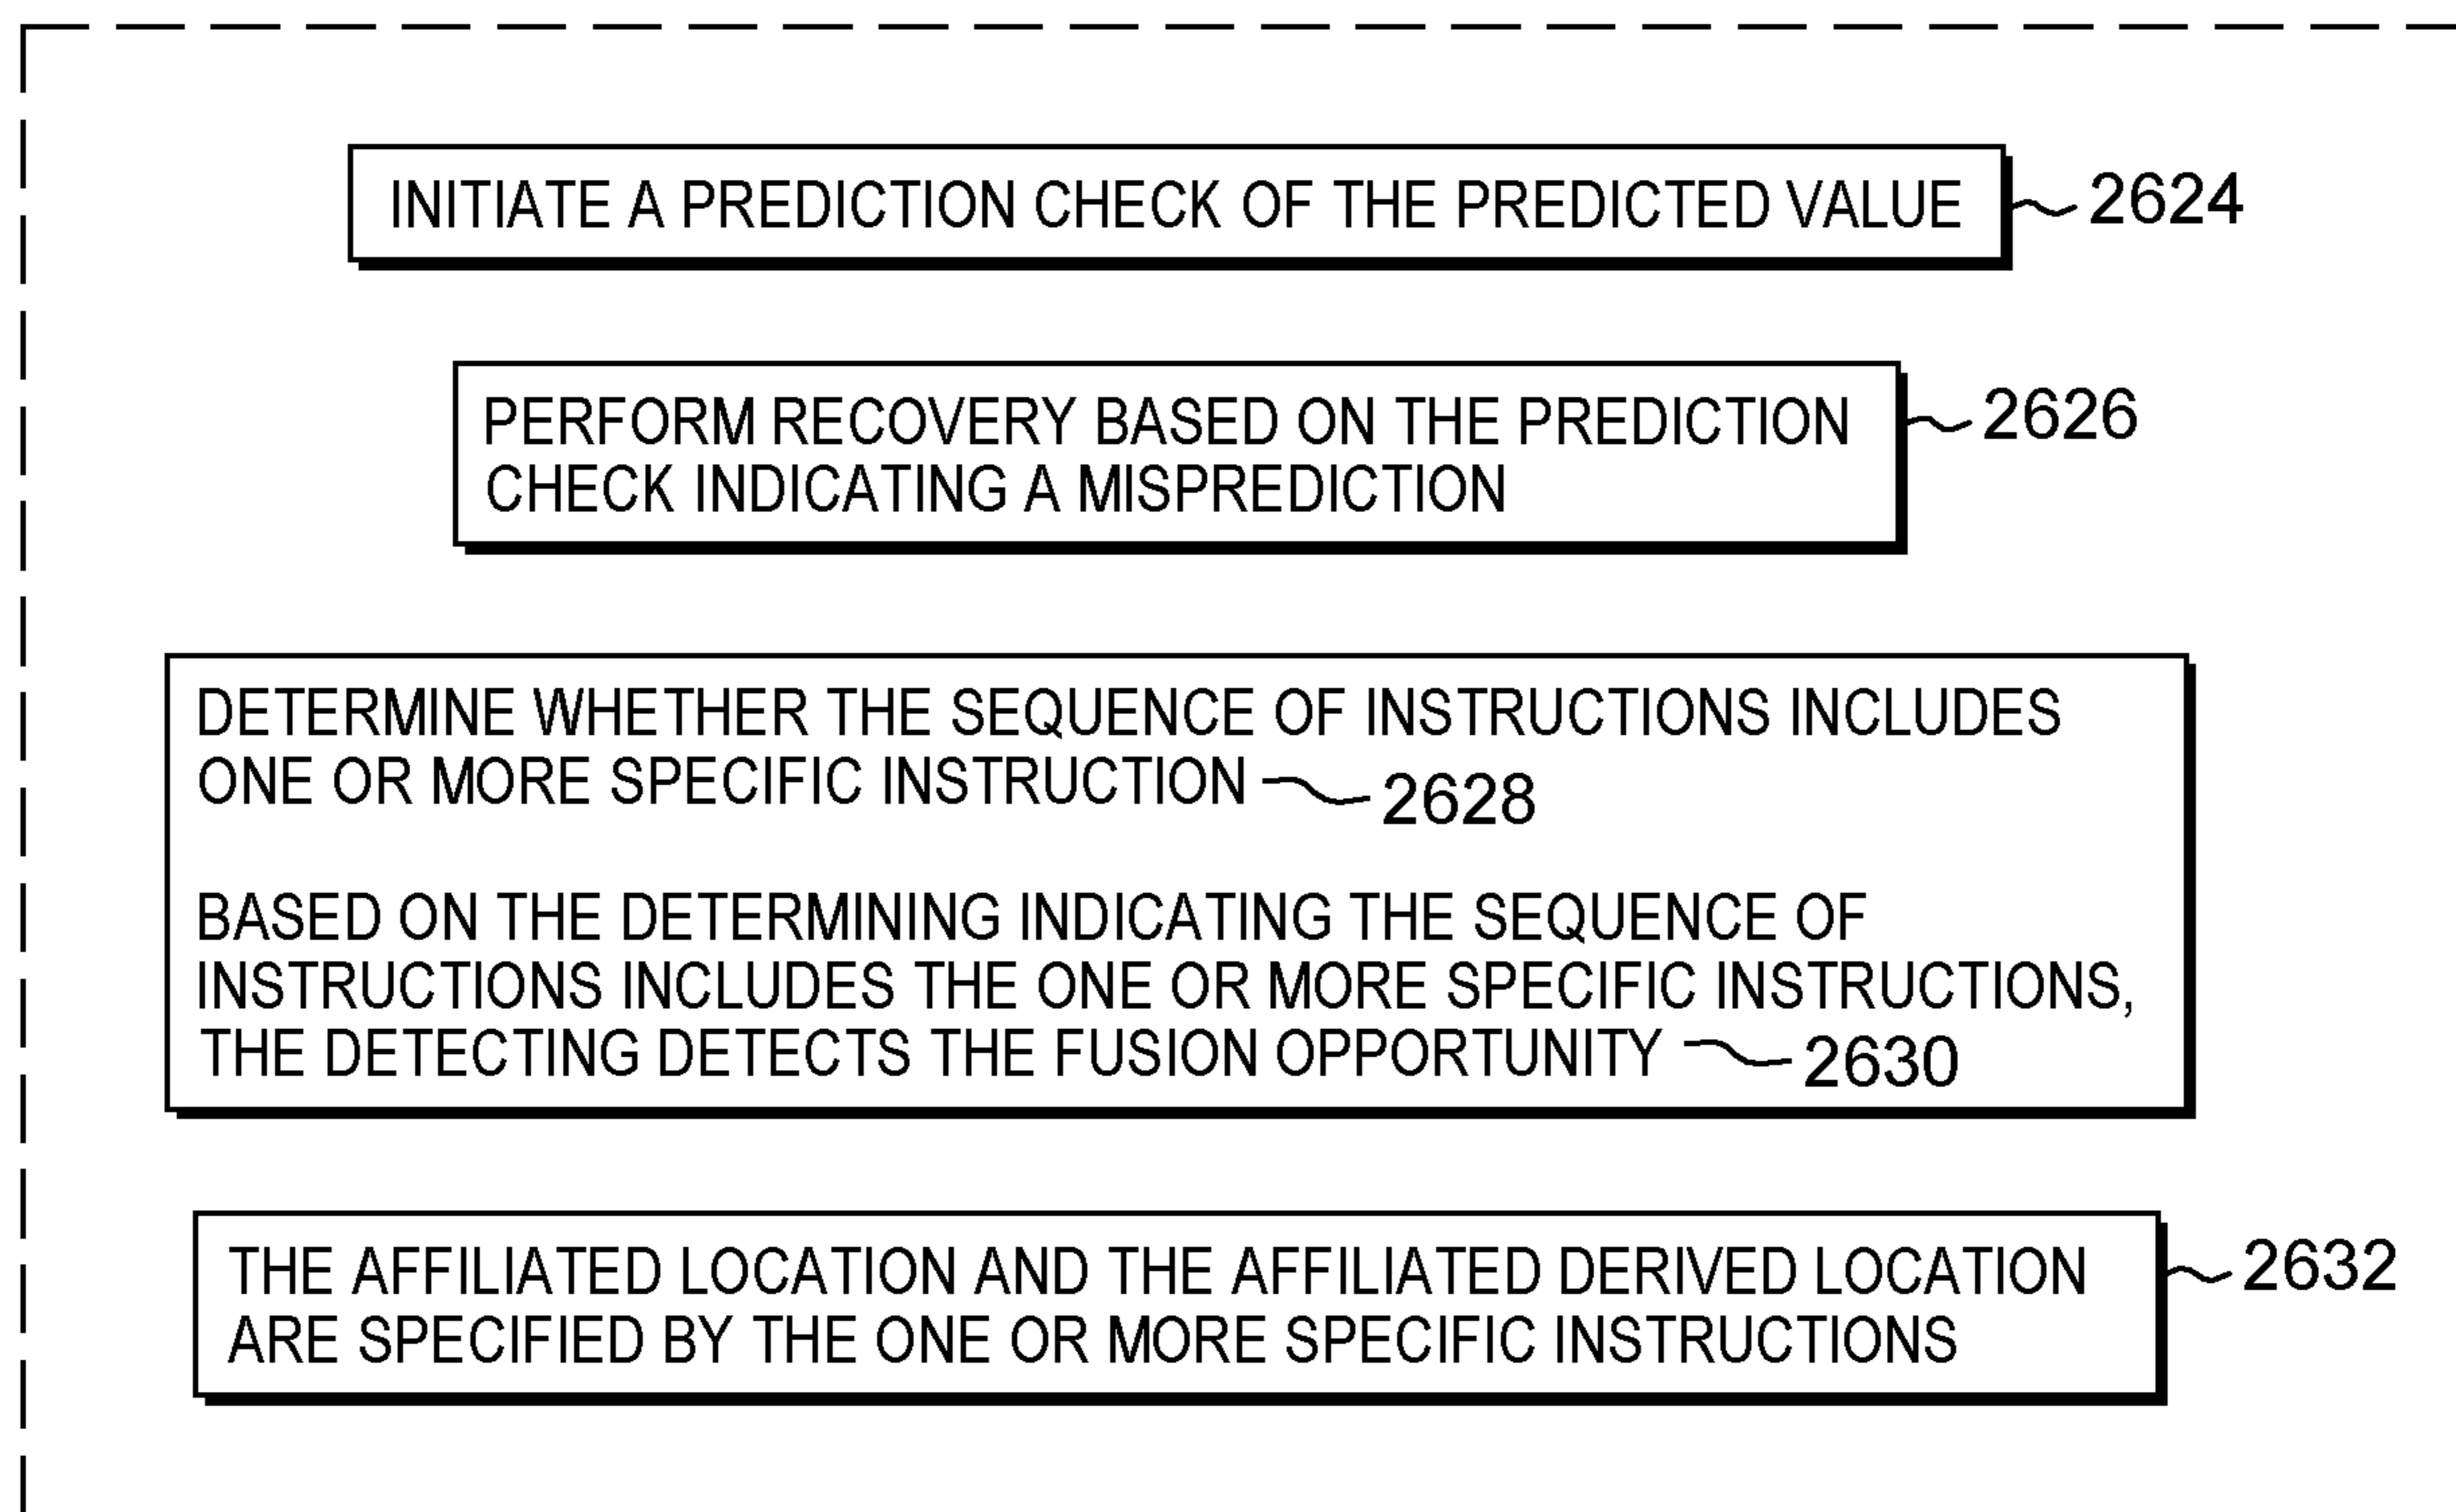 INITIATE A PREDICTION CHECK OF THE PREDICTED VALUE 2624
PERFORM RECOVERY BASED ON THE PREDICTION 2626
CHECK INDICATING A MISPREDICTION
DETERMINE WHETHER THE SEQUENCE OF INSTRUCTIONS INCLUDES
ONE OR MORE SPECIFIC INSTRUCTION 2628
BASED ON THE DETERMINING INDICATING THE SEQUENCE OF
INSTRUCTIONS INCLUDES THE ONE OR MORE SPECIFIC INSTRUCTIONS,
THE DETECTING DETECTS THE FUSION OPPORTUNITY 2630
THE AFFILIATED LOCATION AND THE AFFILIATED DERIVED LOCATION 2632
ARE SPECIFIED BY THE ONE OR MORE SPECIFIC INSTRUCTIONS